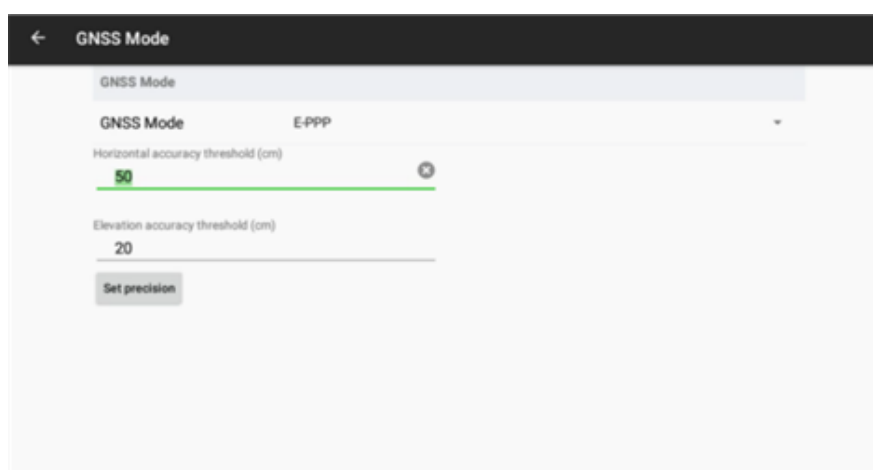 GNSS Mode
GNSS Mode
GNSS Mode E-PPP
Horizontal accuracy threshold (cm)
50
Elevation accuracy threshold (cm)
20
Set precision